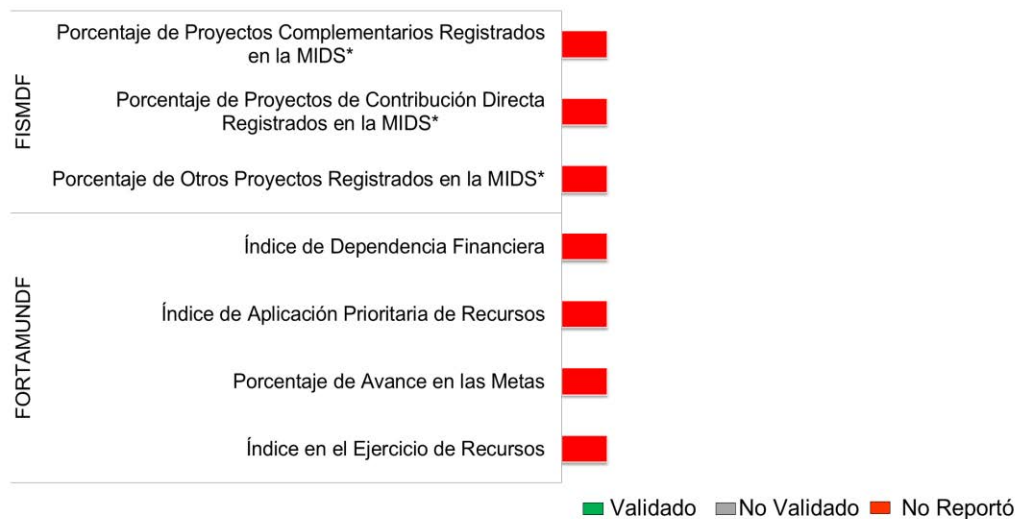 FISMDF
Porcentaje de Proyectos Complementarios Registrados
en la MIDS*
Porcentaje de Proyectos de Contribución Directa
Registrados en la MIDS*
Porcentaje de Otros Proyectos Registrados en la MIDS*
FORTAMUNDF
Índice de Dependencia Financiera
Índice de Aplicación Prioritaria de Recursos
Porcentaje de Avance en las Metas
Índice en el Ejercicio de Recursos
Validado No Validado No Reportó